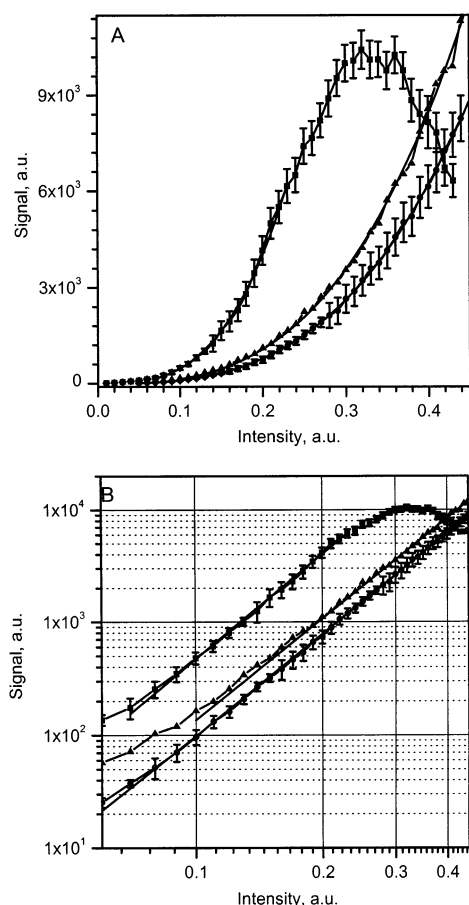 A
9x10³
6x10³
3x10³
0
Signal, a.u.
0.0 0.1 0.2 0.3 0.4
Intensity, a.u.
B
1x10⁴
1x10³
1x10²
1x10¹
Signal, a.u.
0.1 0.2 0.3 0.4
Intensity, a.u.